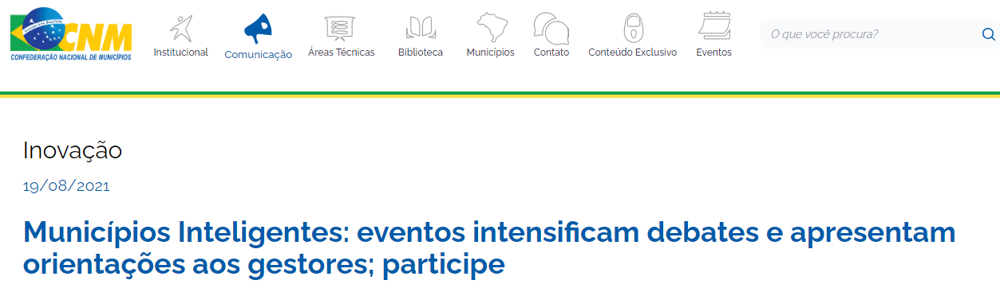 CNM
CONFEDERAÇÃO NACIONAL DE MUNICÍPIOS
Institucional
Comunicação
Áreas Técnicas
Biblioteca
Municípios
Contato
Conteúdo Exclusivo
Eventos
O que você procura?
Inovação
19/08/2021
Municípios Inteligentes: eventos intensificam debates e apresentam
orientações aos gestores; participe